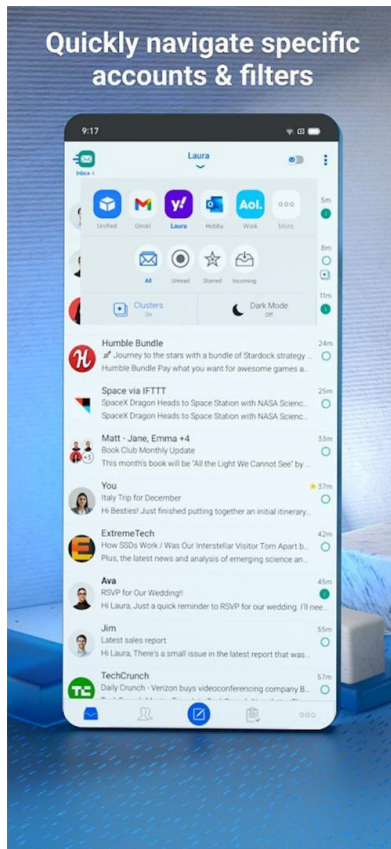 Quickly navigate specific
accounts & filters
9:17
Laura
Inbox
5m
Unified Gmail Laura Hobby Work More
y!
Aol.
8m
All Unread Starred Incoming
11m
Clusters
On
Dark Mode
Off
Humble Bundle 24m
Journey to the stars with a bundle of Stardock strategy ..
Humble Bundle Pay what you want for awesome games a...
Space via IFTTT 25m
SpaceX Dragon Heads to Space Station with NASA Scienc..
SpaceX Dragon Heads to Space Station with NASA Scienc...
Matt - Jane, Emma +4 33m
Book Club Monthly Update
This month's book will be "All the Light We Cannot See" by ...
You 37m
Italy Trip for December
Hi Besties! Just finished putting together an initial itinerary...
ExtremeTech 42m
How SSDs Work / Was Our Interstellar Visitor Torn Apart b...
Plus, the latest news and analysis of emerging science an...
Ava 45m
RSVP for Our Wedding!!
Hi Laura, Just a quick reminder to RSVP for our wedding. I'll nee...
Jim 55m
Latest sales report
Hi Laura, There's a small issue in the latest report that was...
TechCrunch 57m
Daily Crunch - Verizon buys videoconferencing company B...